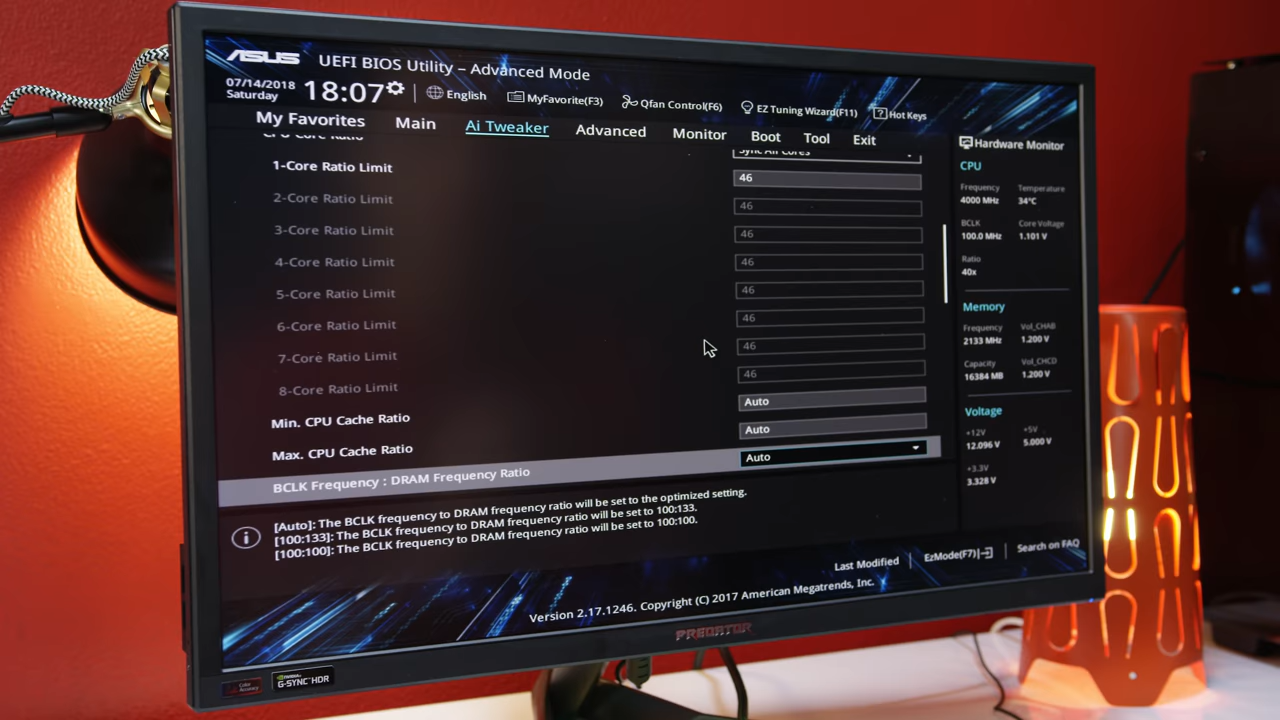 ASUS UEFI BIOS Utility – Advanced Mode
07/14/2018
Saturday
18:07
English
MyFavorite(F3)
Qfan Control(F6)
EZ Tuning Wizard(F11)
? Hot Keys
My Favorites Main Ai Tweaker Advanced Monitor Boot Tool Exit
CPU Core Ratio Sync All Cores
1-Core Ratio Limit 46
2-Core Ratio Limit 46
3-Core Ratio Limit 46
4-Core Ratio Limit 46
5-Core Ratio Limit 46
6-Core Ratio Limit 46
7-Core Ratio Limit 46
8-Core Ratio Limit 46
Min. CPU Cache Ratio Auto
Max. CPU Cache Ratio Auto
BCLK Frequency : DRAM Frequency Ratio Auto
[Auto]: The BCLK frequency to DRAM frequency ratio will be set to the optimized setting.
[100:133]: The BCLK frequency to DRAM frequency ratio will be set to 100:133.
[100:100]: The BCLK frequency to DRAM frequency ratio will be set to 100:100.
Hardware Monitor
CPU
Frequency Temperature
4000 MHz 34°C
BCLK Core Voltage
100.0 MHz 1.101 V
Ratio
40x
Memory
Frequency Vol_CHAB
2133 MHz 1.200 V
Capacity Vol_CHCD
16384 MB 1.200 V
Voltage
+12V +5V
12.096 V 5.000 V
+3.3V
3.328 V
Last Modified EzMode(F7) Search on FAQ
Version 2.17.1246. Copyright (C) 2017 American Megatrends, Inc.
PREDATOR
Color
Accuracy
NVIDIA
G-SYNC HDR